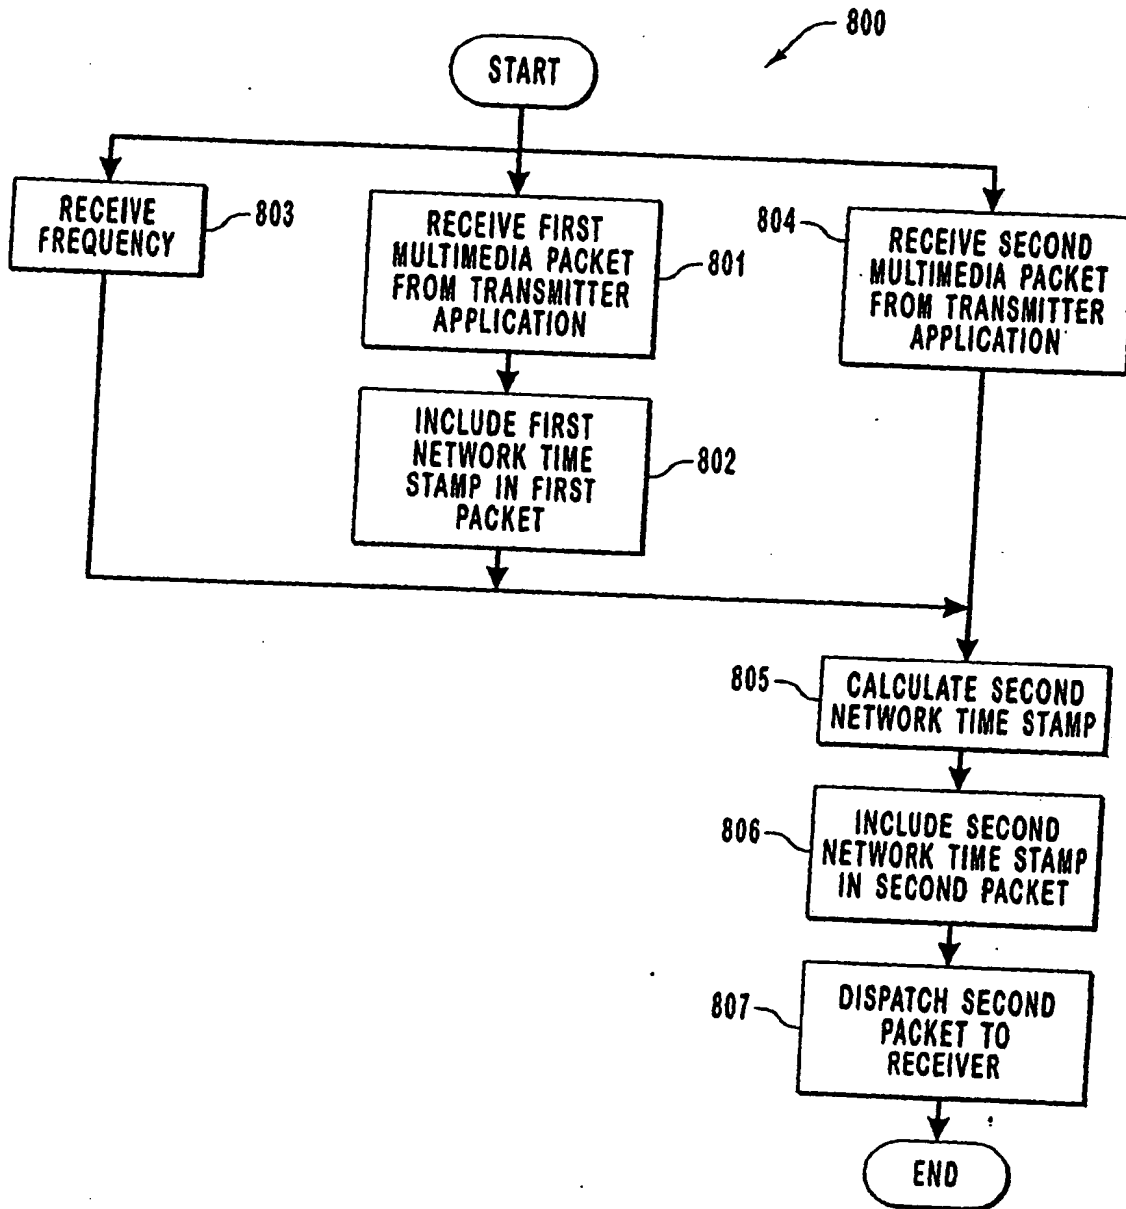 800
START
RECEIVE
FREQUENCY
803
RECEIVE FIRST
MULTIMEDIA PACKET
FROM TRANSMITTER
APPLICATION
801
804
RECEIVE SECOND
MULTIMEDIA PACKET
FROM TRANSMITTER
APPLICATION
INCLUDE FIRST
NETWORK TIME
STAMP IN FIRST
PACKET
802
805
CALCULATE SECOND
NETWORK TIME STAMP
806
INCLUDE SECOND
NETWORK TIME STAMP
IN SECOND PACKET
807
DISPATCH SECOND
PACKET TO
RECEIVER
END